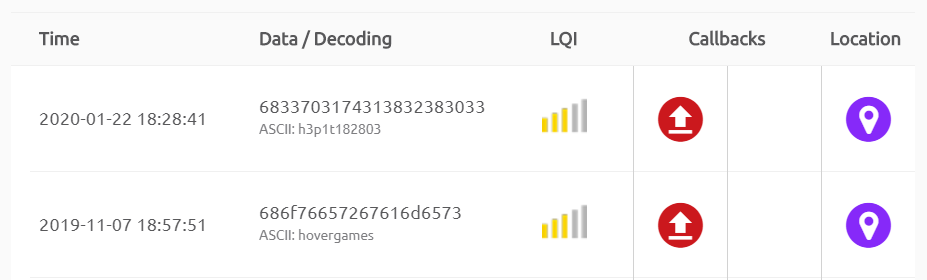 Time Data / Decoding LQI Callbacks Location
2020-01-22 18:28:41 6833703174313832383033
ASCII: h3p1t182803
2019-11-07 18:57:51 686f76657267616d6573
ASCII: hovergames